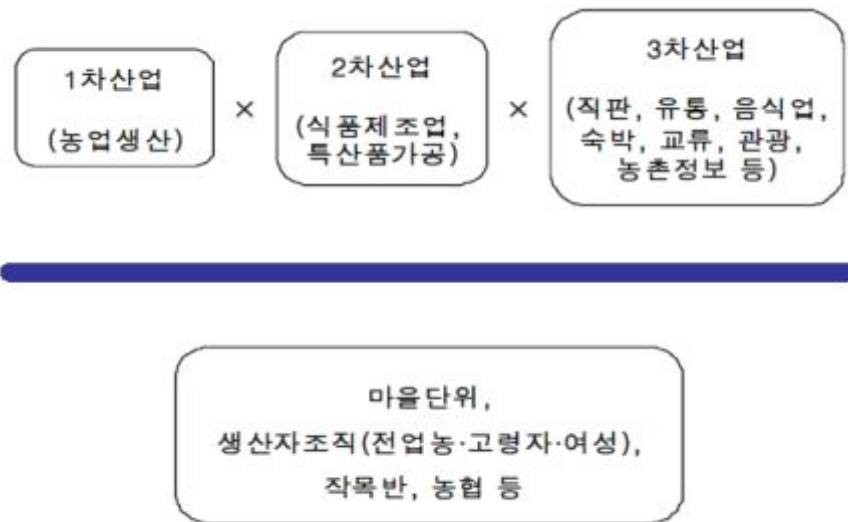 1차산업
(농업생산)
×
2차산업
(식품제조업,
특산품가공)
×
3차산업
(직판, 유통, 음식업,
숙박, 교류, 관광,
농촌정보 등)
마을단위,
생산자조직(전업농·고령자·여성),
작목반, 농협 등